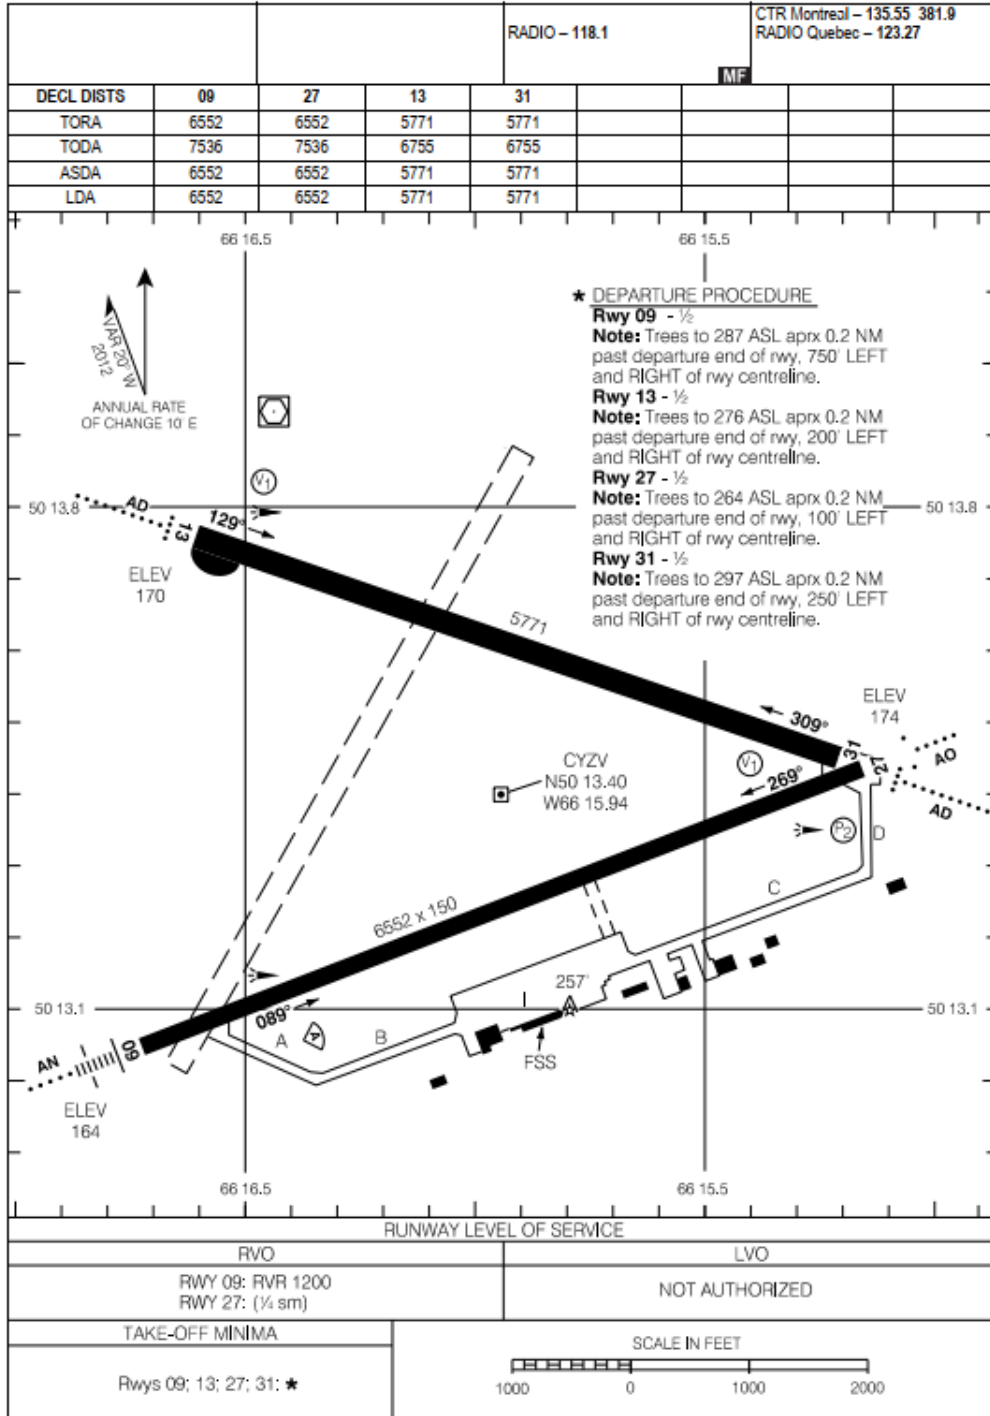 CTR Montreal – 135.55 381.9
RADIO – 118.1
RADIO Quebec – 123.27
MF
DECL DISTS 09 27 13 31
TORA 6552 6552 5771 5771
TODA 7536 7536 6755 6755
ASDA 6552 6552 5771 5771
LDA 6552 6552 5771 5771
66 16.5
66 15.5
VAR 20° W
2012
ANNUAL RATE
OF CHANGE 10' E
★ DEPARTURE PROCEDURE
Rwy 09 - ½
Note: Trees to 287 ASL aprx 0.2 NM
past departure end of rwy, 750' LEFT
and RIGHT of rwy centreline.
Rwy 13 - ½
Note: Trees to 276 ASL aprx 0.2 NM
past departure end of rwy, 200' LEFT
and RIGHT of rwy centreline.
Rwy 27 - ½
Note: Trees to 264 ASL aprx 0.2 NM
past departure end of rwy, 100' LEFT
and RIGHT of rwy centreline.
Rwy 31 - ½
Note: Trees to 297 ASL aprx 0.2 NM
past departure end of rwy, 250' LEFT
and RIGHT of rwy centreline.
V1
50 13.8
AD
13
129°
50 13.8
ELEV
170
5771
ELEV
174
309°
31
27
AO
AD
V1
269°
CYZV
N50 13.40
W66 15.94
P2
D
C
6552 x 150
257'
50 13.1
089°
A
A
B
I
FSS
50 13.1
09
AN
ELEV
164
66 16.5
66 15.5
RUNWAY LEVEL OF SERVICE
RVO
LVO
RWY 09: RVR 1200
RWY 27: (¼ sm)
NOT AUTHORIZED
TAKE-OFF MINIMA
Rwys 09; 13; 27; 31: ★
SCALE IN FEET
1000 0 1000 2000